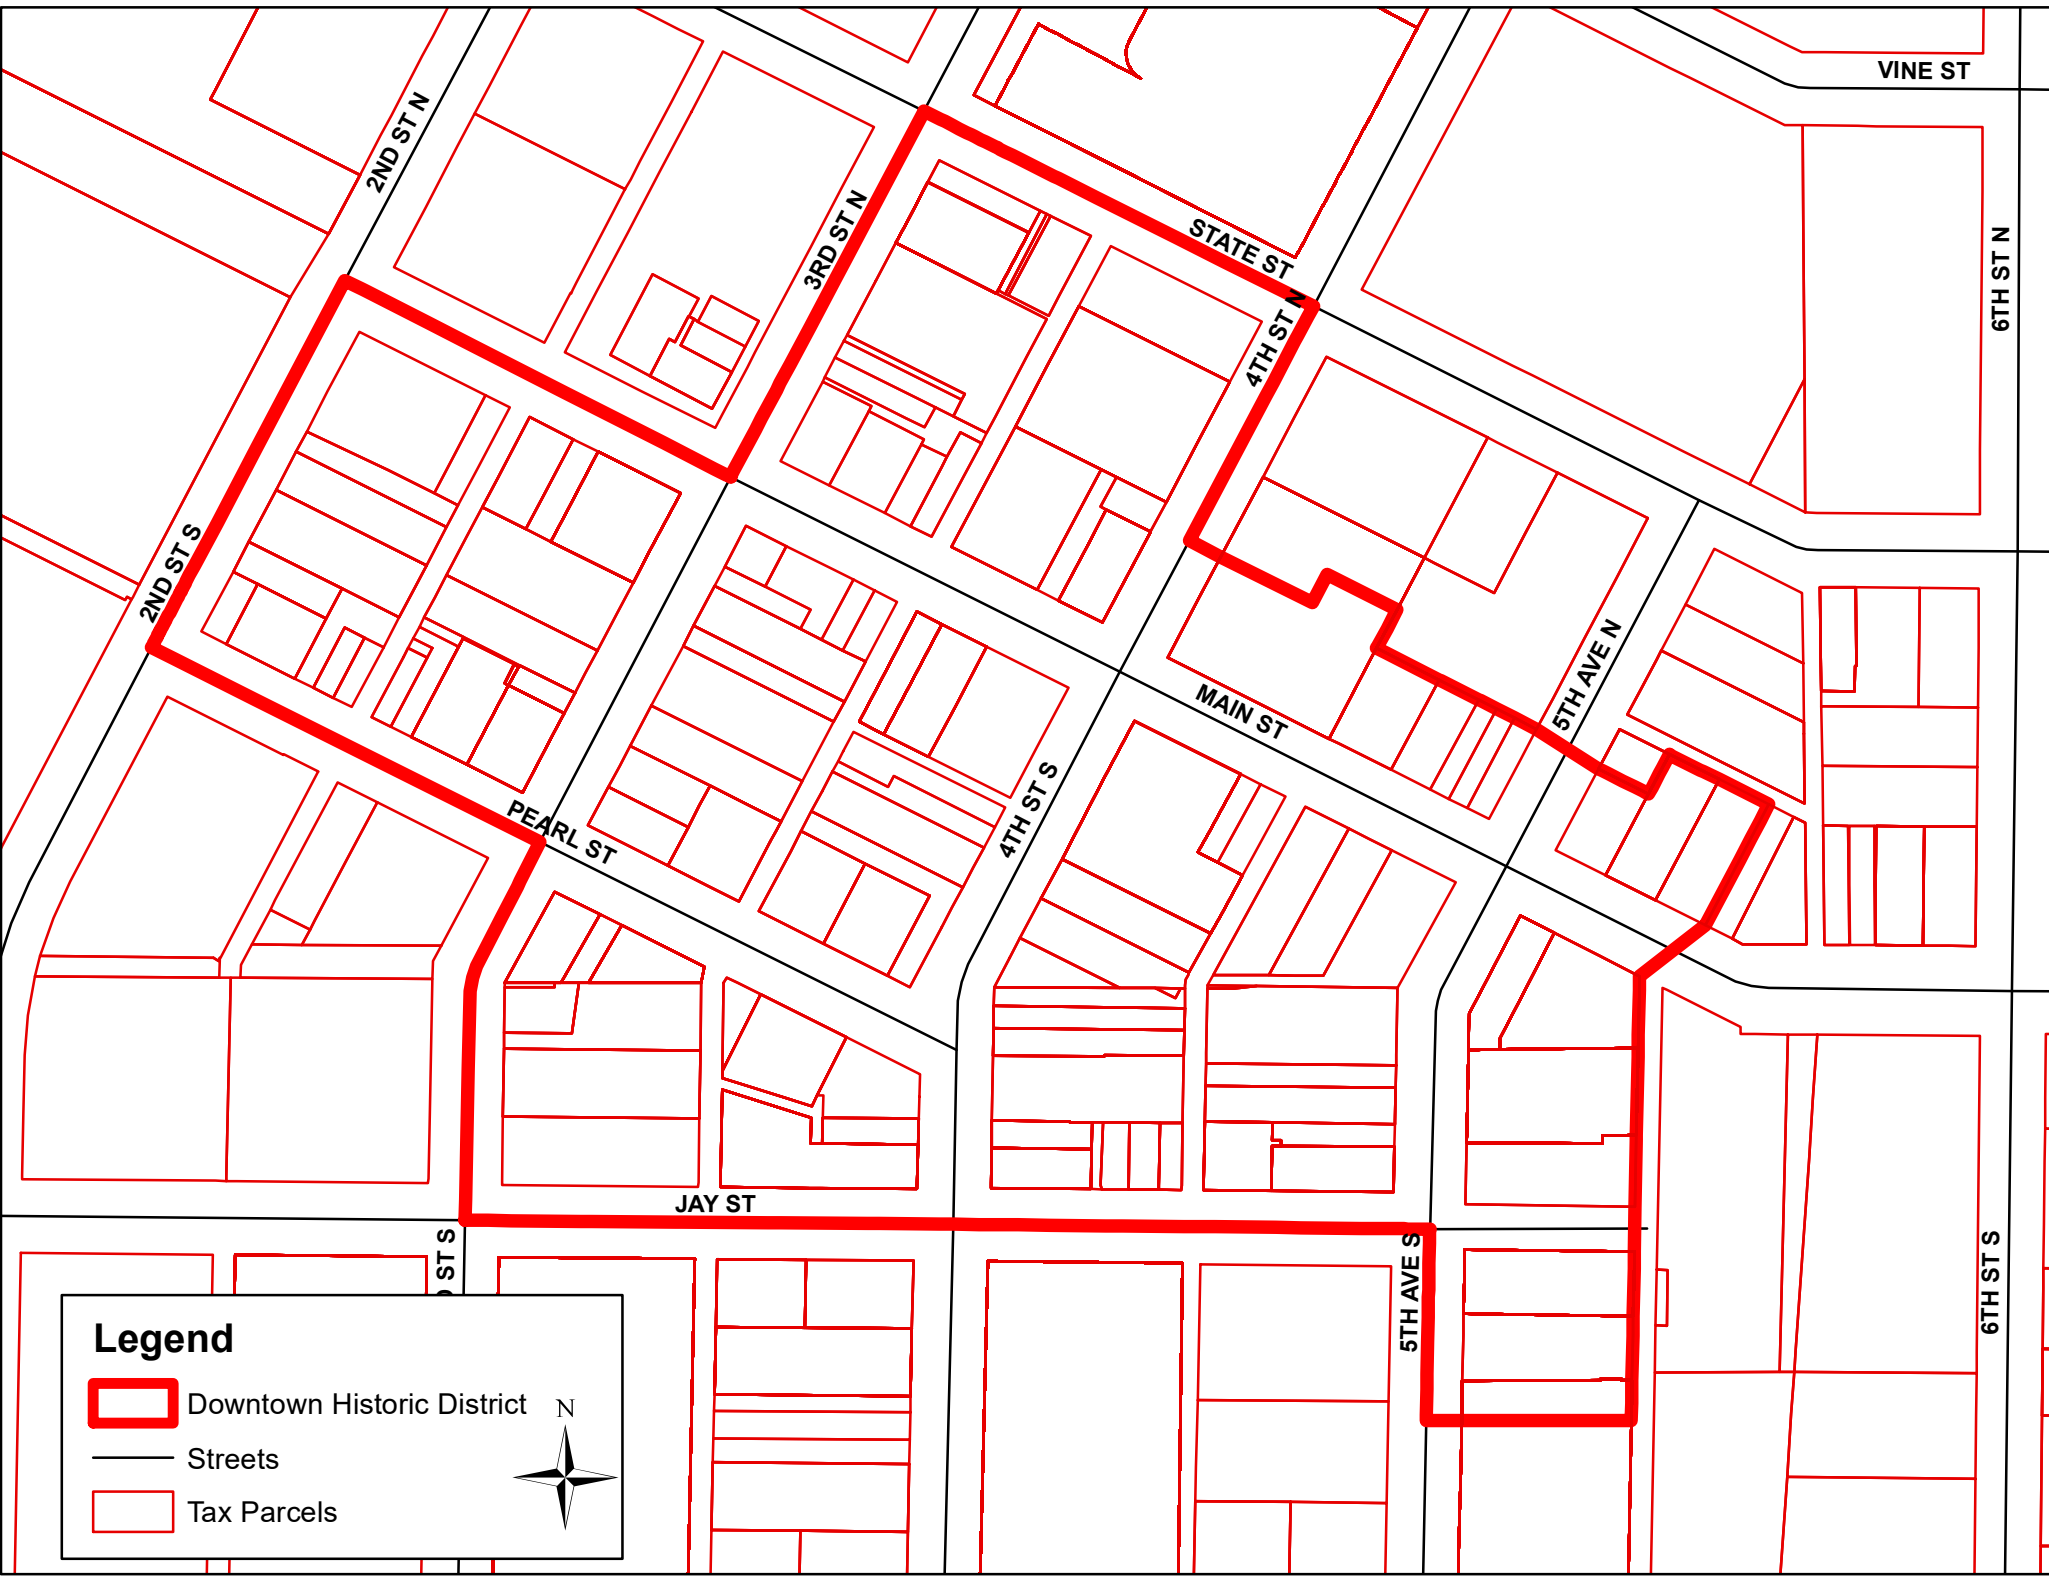 VINE ST
2ND ST N
3RD ST N
STATE ST
6TH ST N
4TH ST N
2ND ST S
5TH AVE N
MAIN ST
4TH ST S
PEARL ST
JAY ST
ST S
5TH AVE S
6TH ST S
Legend
Downtown Historic District
N
Streets
Tax Parcels